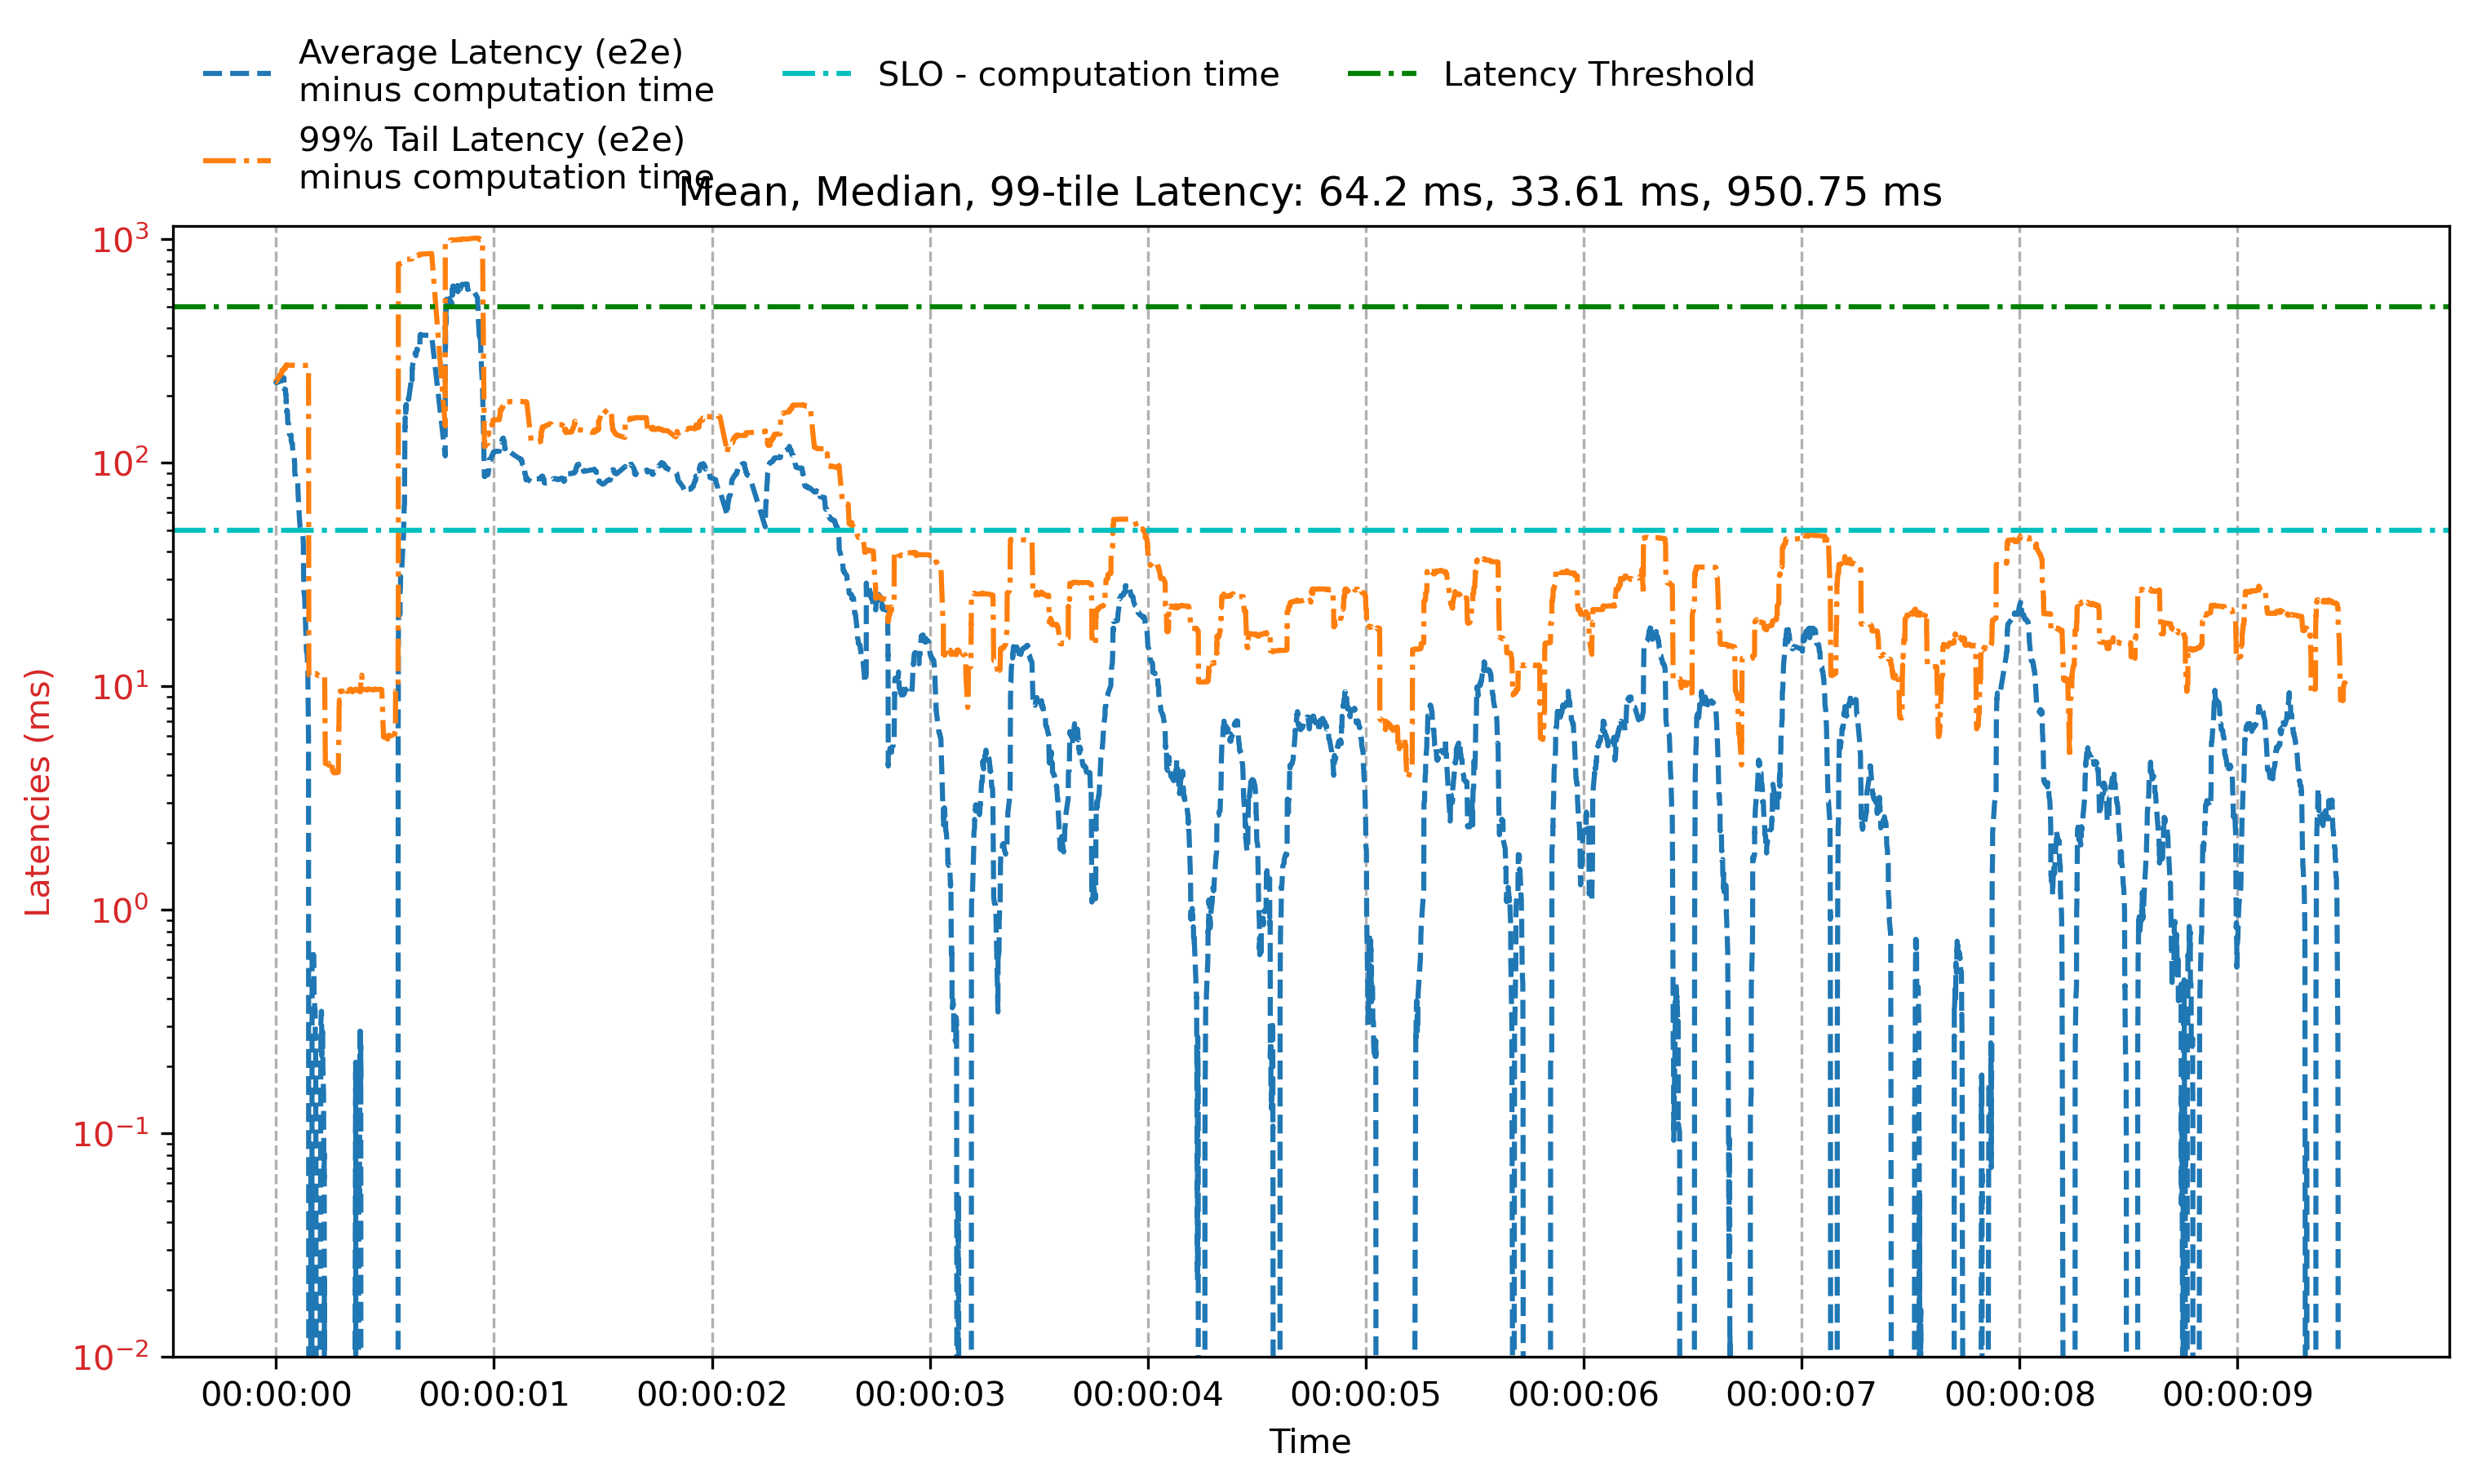 Average Latency (e2e)
minus computation time
99% Tail Latency (e2e)
minus computation time
SLO - computation time
Latency Threshold
Mean, Median, 99-tile Latency: 64.2 ms, 33.61 ms, 950.75 ms
Latencies (ms)
10³
10²
10¹
10⁰
10⁻¹
10⁻²
00:00:00 00:00:01 00:00:02 00:00:03 00:00:04 00:00:05 00:00:06 00:00:07 00:00:08 00:00:09
Time